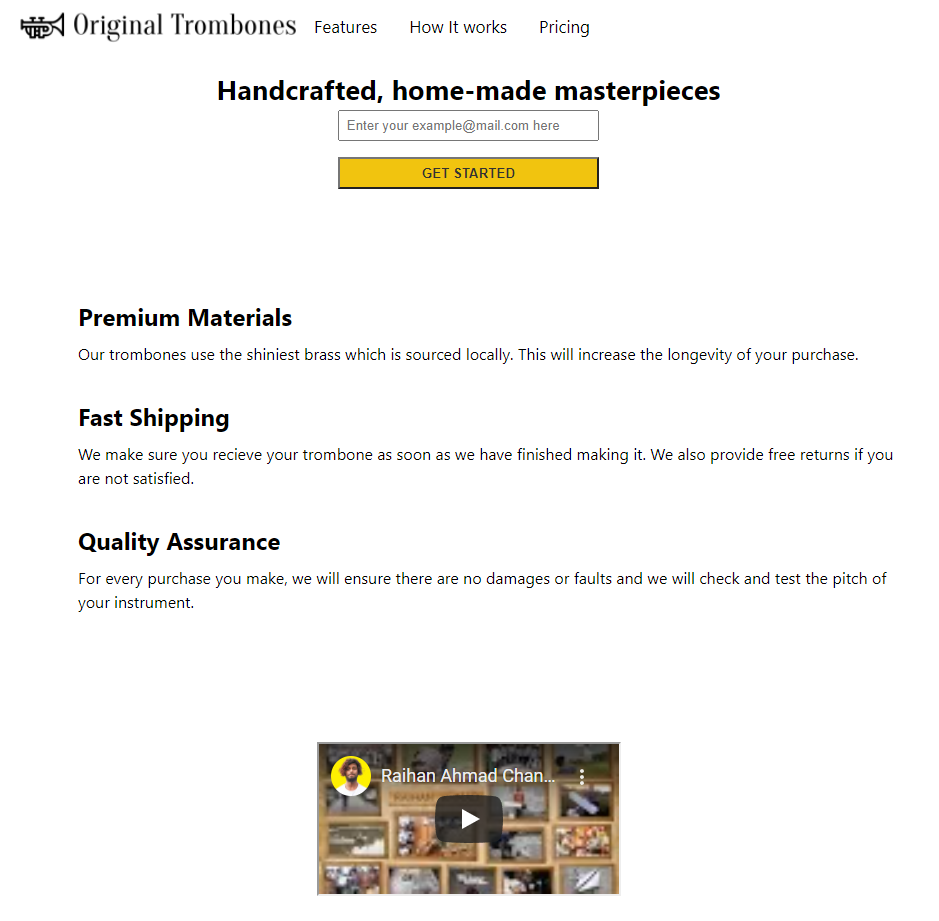 Original Trombones Features How It works Pricing
Handcrafted, home-made masterpieces
Enter your example@mail.com here
GET STARTED
Premium Materials
Our trombones use the shiniest brass which is sourced locally. This will increase the longevity of your purchase.
Fast Shipping
We make sure you recieve your trombone as soon as we have finished making it. We also provide free returns if you
are not satisfied.
Quality Assurance
For every purchase you make, we will ensure there are no damages or faults and we will check and test the pitch of
your instrument.
Raihan Ahmad Chan...